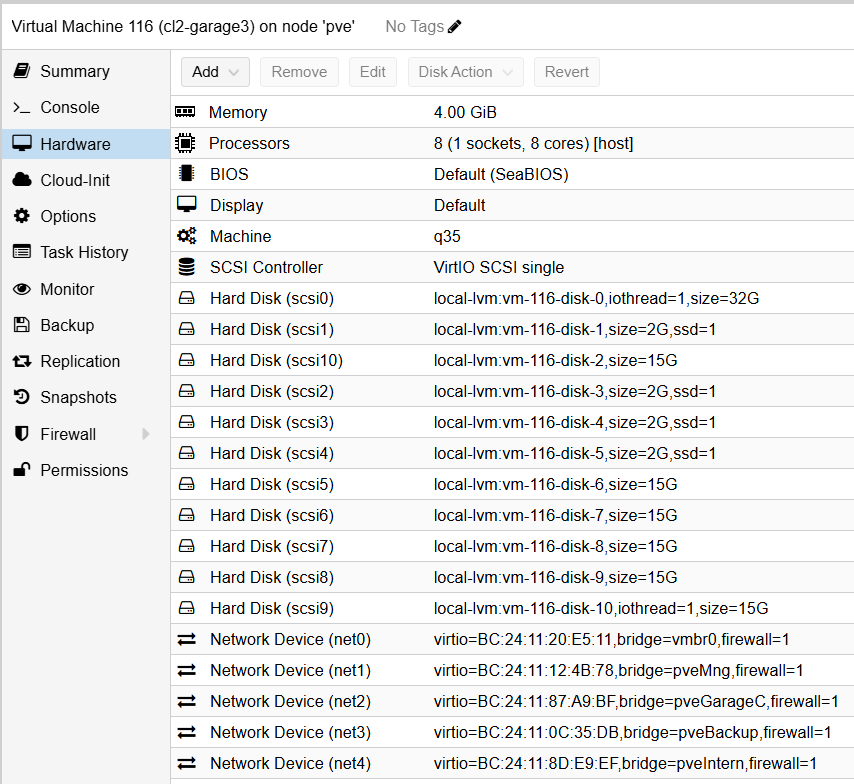 Virtual Machine 116 (cl2-garage3) on node 'pve' No Tags
Summary
Console
Hardware
Cloud-Init
Options
Task History
Monitor
Backup
Replication
Snapshots
Firewall
Permissions
Add Remove Edit Disk Action Revert
Memory 4.00 GiB
Processors 8 (1 sockets, 8 cores) [host]
BIOS Default (SeaBIOS)
Display Default
Machine q35
SCSI Controller VirtIO SCSI single
Hard Disk (scsi0) local-lvm:vm-116-disk-0,iothread=1,size=32G
Hard Disk (scsi1) local-lvm:vm-116-disk-1,size=2G,ssd=1
Hard Disk (scsi10) local-lvm:vm-116-disk-2,size=15G
Hard Disk (scsi2) local-lvm:vm-116-disk-3,size=2G,ssd=1
Hard Disk (scsi3) local-lvm:vm-116-disk-4,size=2G,ssd=1
Hard Disk (scsi4) local-lvm:vm-116-disk-5,size=2G,ssd=1
Hard Disk (scsi5) local-lvm:vm-116-disk-6,size=15G
Hard Disk (scsi6) local-lvm:vm-116-disk-7,size=15G
Hard Disk (scsi7) local-lvm:vm-116-disk-8,size=15G
Hard Disk (scsi8) local-lvm:vm-116-disk-9,size=15G
Hard Disk (scsi9) local-lvm:vm-116-disk-10,iothread=1,size=15G
Network Device (net0) virtio=BC:24:11:20:E5:11,bridge=vmbr0,firewall=1
Network Device (net1) virtio=BC:24:11:12:4B:78,bridge=pveMng,firewall=1
Network Device (net2) virtio=BC:24:11:87:A9:BF,bridge=pveGarageC,firewall=1
Network Device (net3) virtio=BC:24:11:0C:35:DB,bridge=pveBackup,firewall=1
Network Device (net4) virtio=BC:24:11:8D:E9:EF,bridge=pveIntern,firewall=1